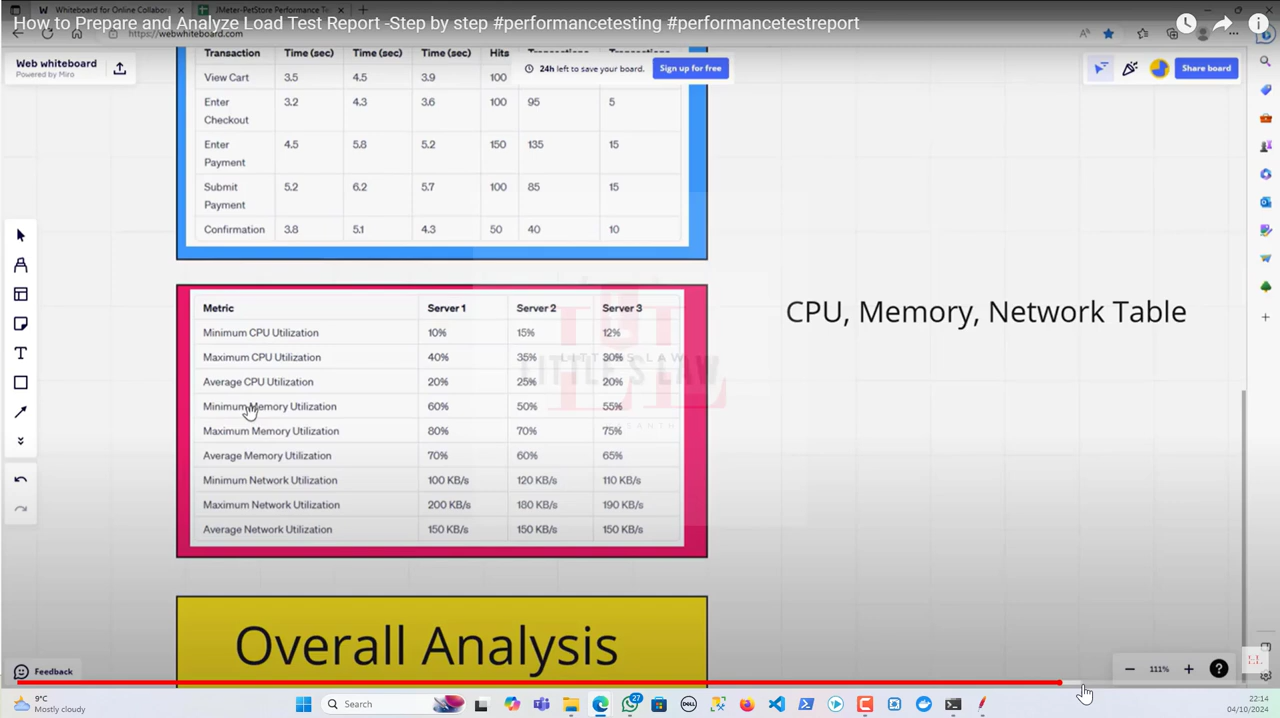 Whiteboard for Online Collabor
JMeter-PetStore Performance Te
How to Prepare and Analyze Load Test Report -Step by step #performancetesting #performancetestreport
https://webwhiteboard.com
Web whiteboard
Powered by Miro
24h left to save your board.
Sign up for free
Share board
Transaction Time (sec) Time (sec) Time (sec) Hits Transactions Transactions
View Cart 3.5 4.5 3.9 100
Enter Checkout 3.2 4.3 3.6 100 95 5
Enter Payment 4.5 5.8 5.2 150 135 15
Submit Payment 5.2 6.2 5.7 100 85 15
Confirmation 3.8 5.1 4.3 50 40 10
Metric Server 1 Server 2 Server 3
Minimum CPU Utilization 10% 15% 12%
Maximum CPU Utilization 40% 35% 30%
Average CPU Utilization 20% 25% 20%
Minimum Memory Utilization 60% 50% 55%
Maximum Memory Utilization 80% 70% 75%
Average Memory Utilization 70% 60% 65%
Minimum Network Utilization 100 KB/s 120 KB/s 110 KB/s
Maximum Network Utilization 200 KB/s 180 KB/s 190 KB/s
Average Network Utilization 150 KB/s 150 KB/s 150 KB/s
LITTLE'S LAW
CPU, Memory, Network Table
Overall Analysis
Feedback
111%
9°C
Mostly cloudy
Search
27
22:14
04/10/2024